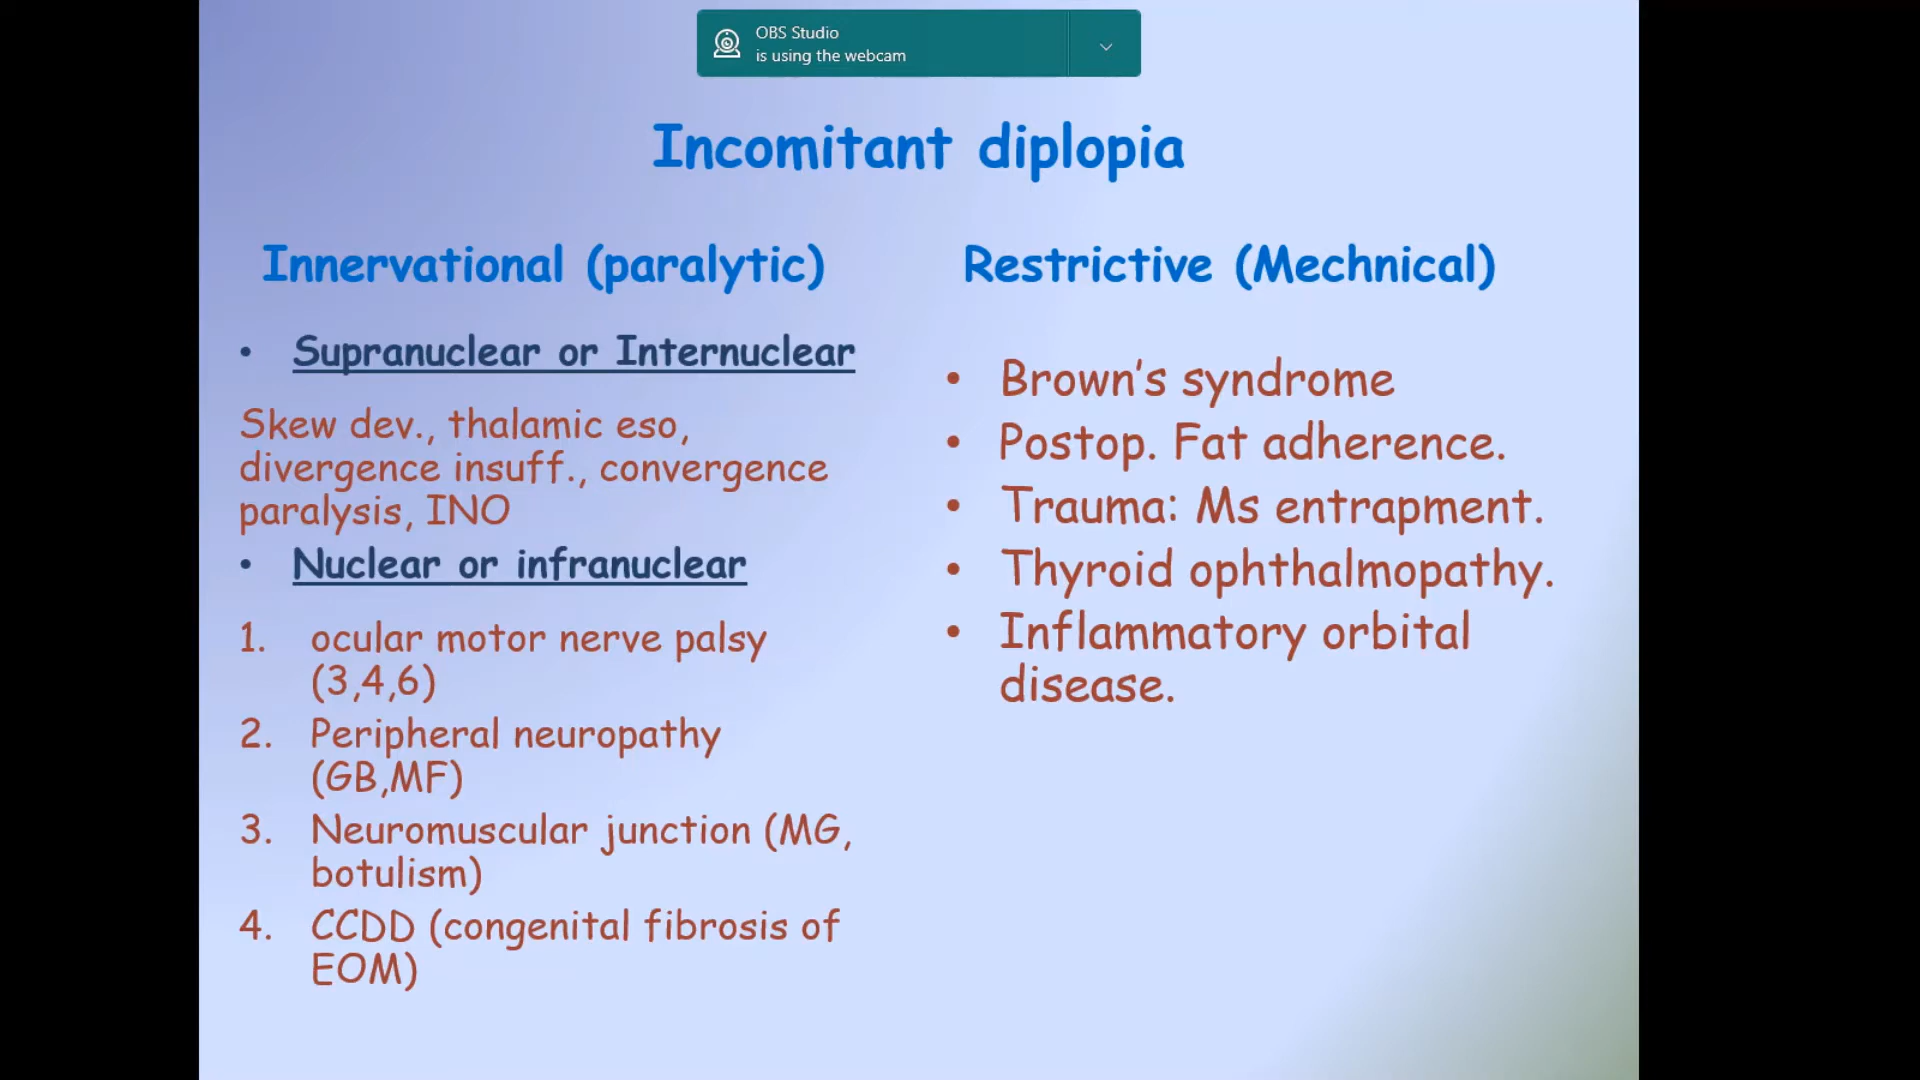 OBS Studio
is using the webcam
Incomitant diplopia
Innervational (paralytic)
• Supranuclear or Internuclear
Skew dev., thalamic eso,
divergence insuff., convergence
paralysis, INO
• Nuclear or infranuclear
1. ocular motor nerve palsy
(3,4,6)
2. Peripheral neuropathy
(GB,MF)
3. Neuromuscular junction (MG,
botulism)
4. CCDD (congenital fibrosis of
EOM)
Restrictive (Mechnical)
• Brown’s syndrome
• Postop. Fat adherence.
• Trauma: Ms entrapment.
• Thyroid ophthalmopathy.
• Inflammatory orbital
disease.